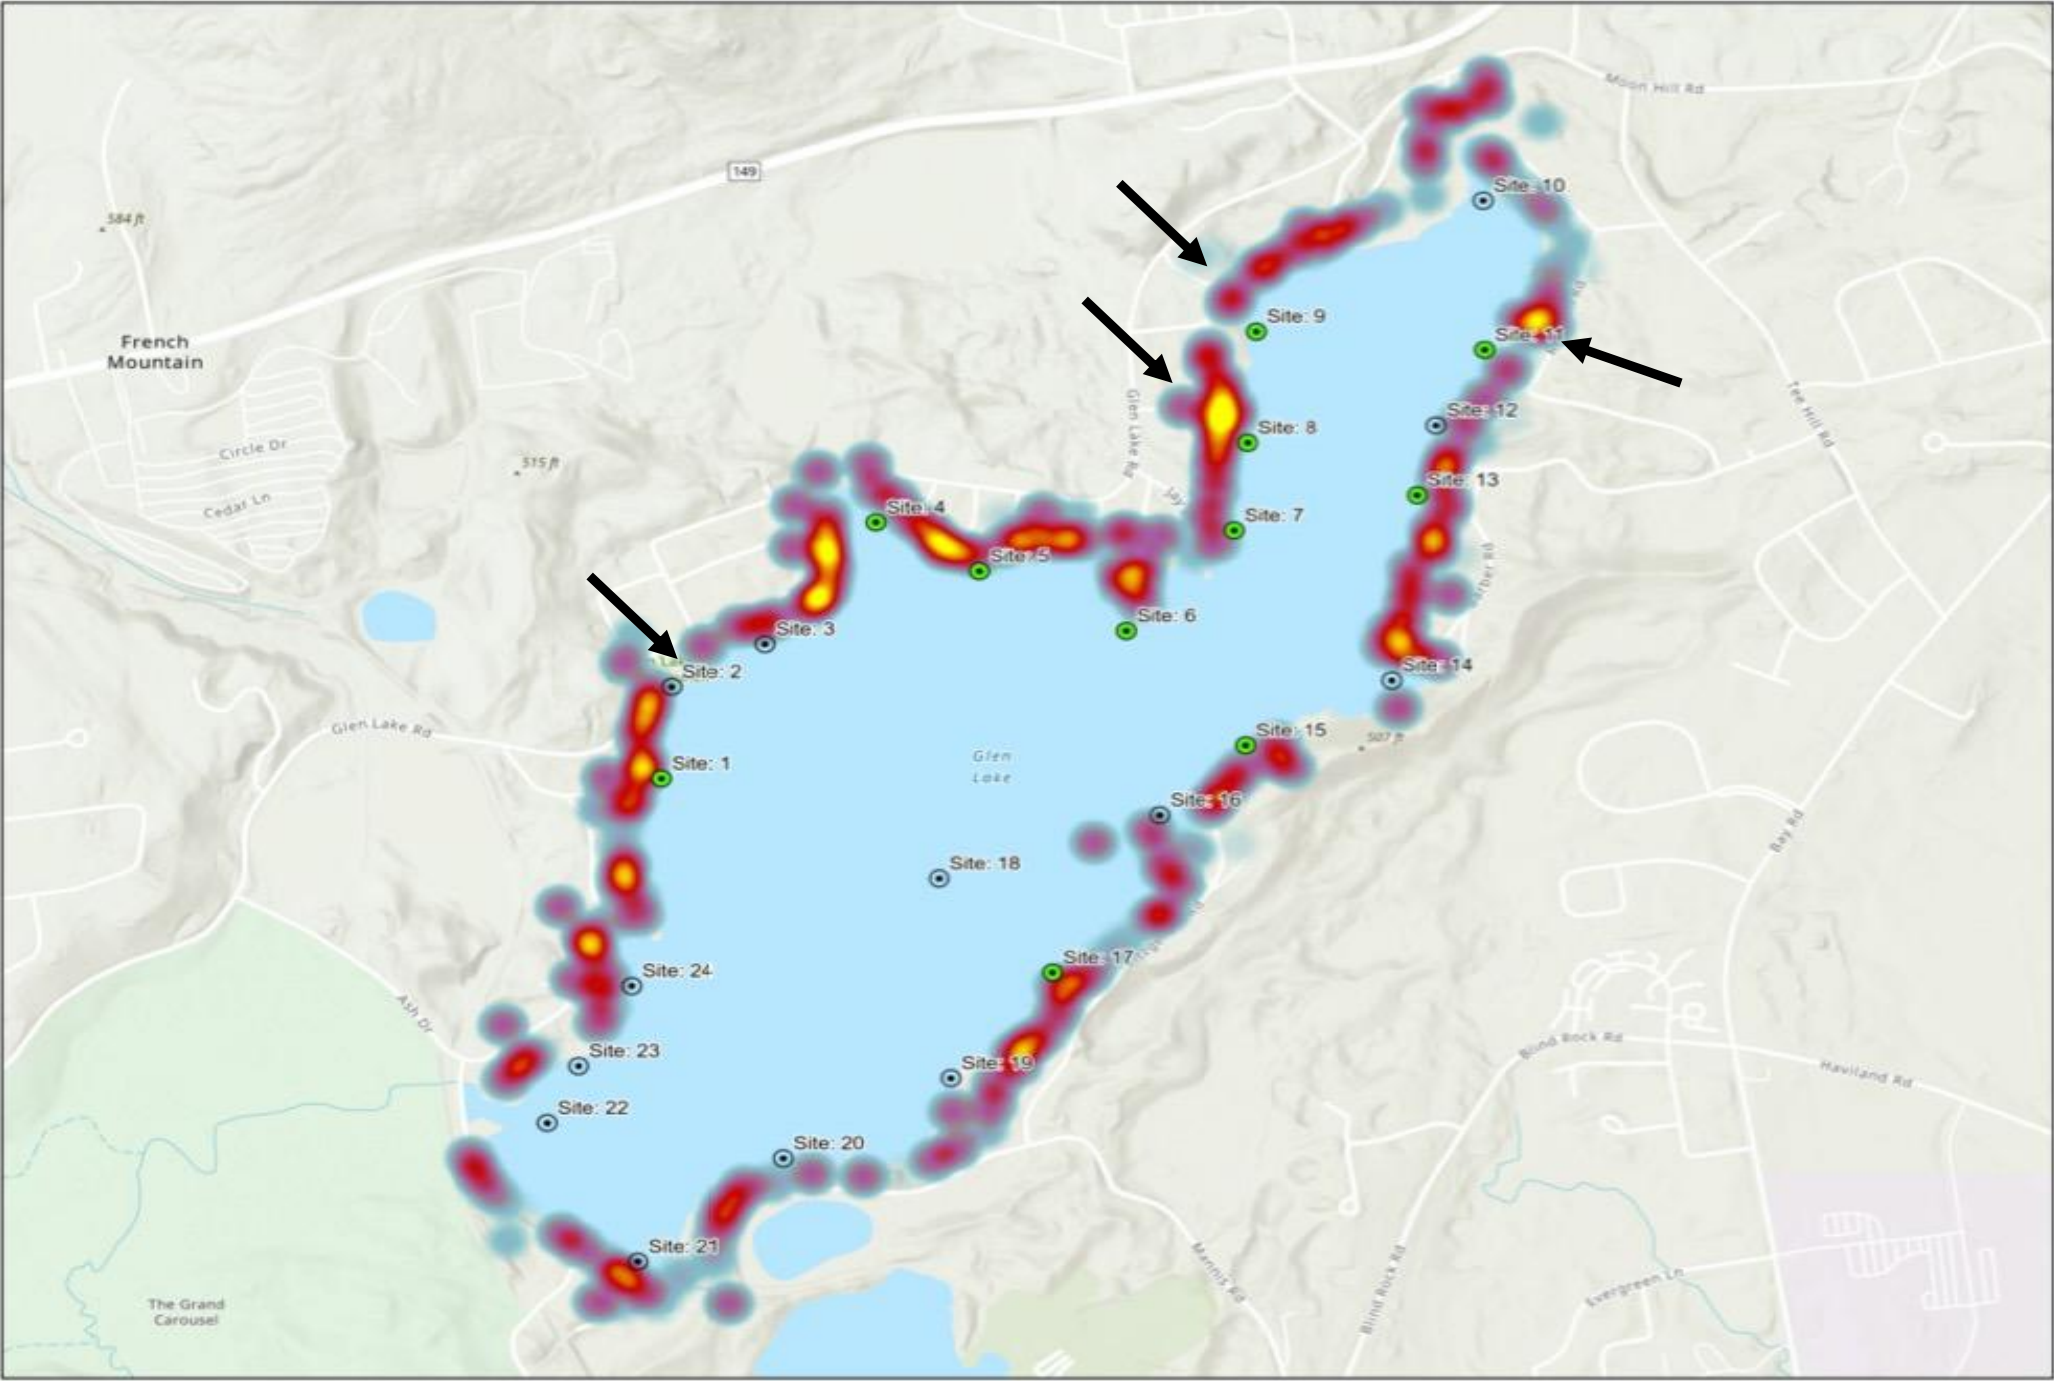 Moon Hill Rd
149
Site: 10
584 ft
Site: 9
Rd
Site: 11
French
Mountain
Glen Lake Rd
Tee Hill Rd
Site: 12
Site: 8
Circle Dr
515 ft
Site: 13
Cedar Ln
Jay
Site: 4
Site: 7
Site: 5
Site: 6
Site: 3
Site: 2
Site: 14
Glen Lake Rd
Site: 15
507 ft
Site: 1
Glen
Lake
Site: 16
Bay Rd
Site: 18
Site: 17
Site: 24
Ash Dr
Site: 23
Site: 19
Blind Rock Rd
Haviland Rd
Site: 22
Site: 20
Site: 21
Mannis Rd
Blind Rock Rd
Evergreen Ln
The Grand
Carousel